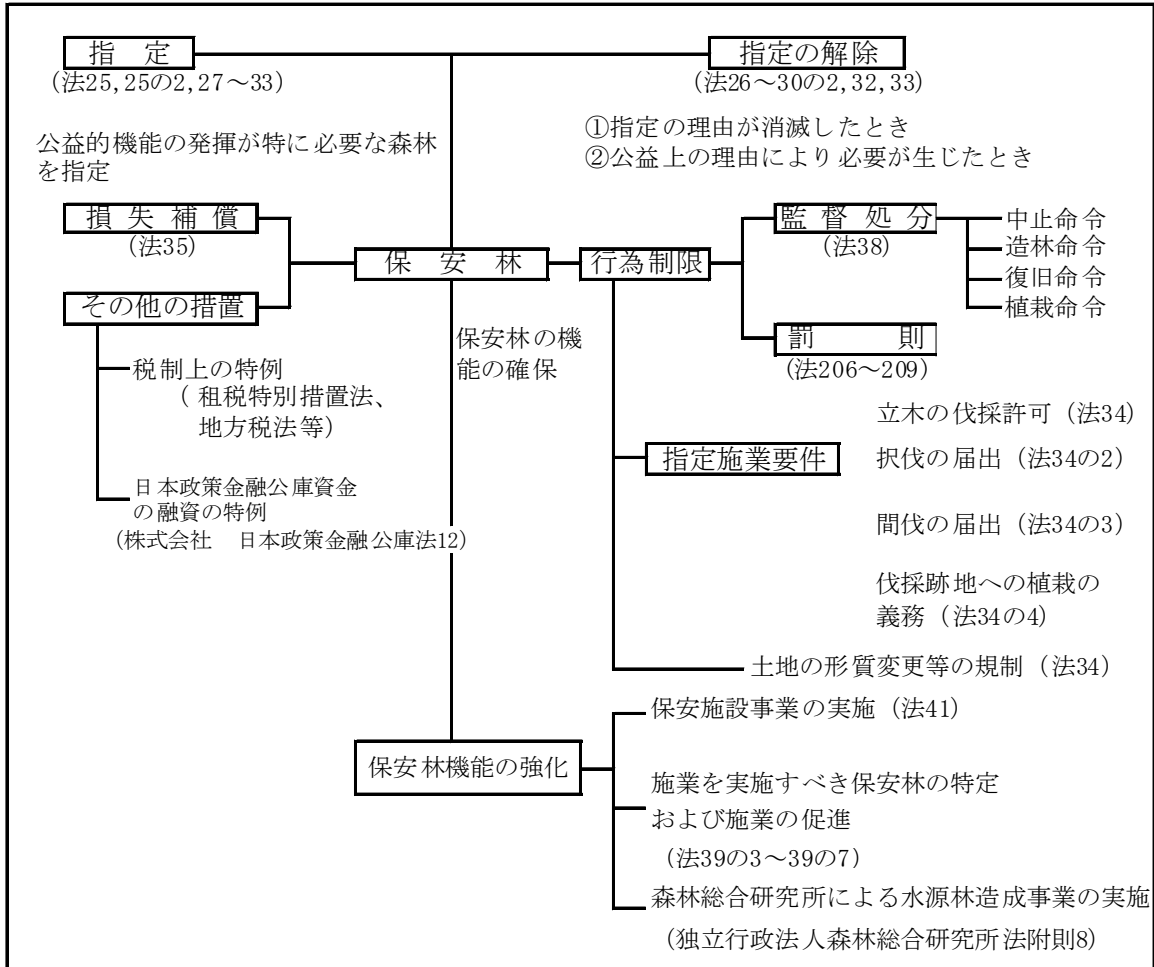 指定
(法25,25の2,27〜33)
公益的機能の発揮が特に必要な森林
を指定
指定の解除
(法26〜30の2,32,33)
①指定の理由が消滅したとき
②公益上の理由により必要が生じたとき
損失補償
(法35)
その他の措置
税制上の特例
(租税特別措置法、
地方税法等)
日本政策金融公庫資金
の融資の特例
(株式会社　日本政策金融公庫法12)
保安林
保安林の機
能の確保
行為制限
監督処分
(法38)
中止命令
造林命令
復旧命令
植栽命令
罰則
(法206〜209)
指定施業要件
立木の伐採許可（法34）
択伐の届出（法34の2）
間伐の届出（法34の3）
伐採跡地への植栽の
義務（法34の4）
土地の形質変更等の規制（法34）
保安林機能の強化
保安施設事業の実施（法41）
施業を実施すべき保安林の特定
および施業の促進
（法39の3〜39の7）
森林総合研究所による水源林造成事業の実施
（独立行政法人森林総合研究所法附則8）